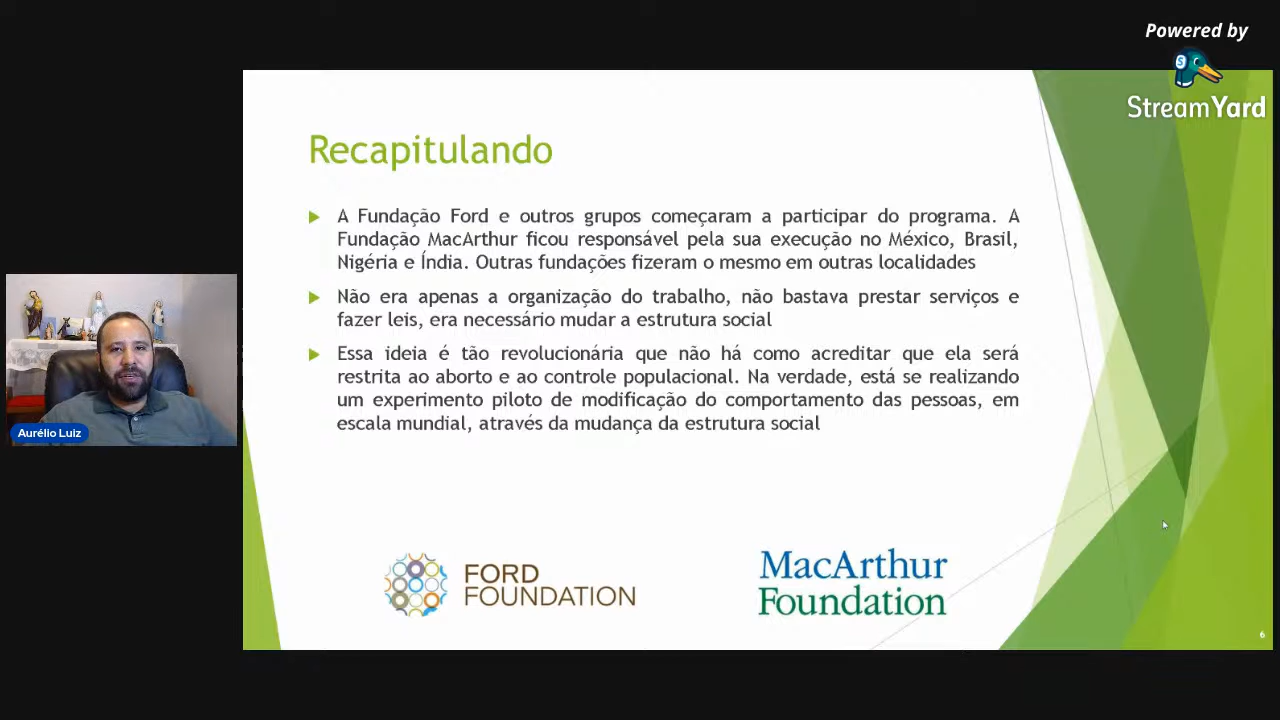 Powered by
StreamYard
Recapitulando
A Fundação Ford e outros grupos começaram a participar do programa. A
Fundação MacArthur ficou responsável pela sua execução no México, Brasil,
Nigéria e Índia. Outras fundações fizeram o mesmo em outras localidades
Não era apenas a organização do trabalho, não bastava prestar serviços e
fazer leis, era necessário mudar a estrutura social
Essa ideia é tão revolucionária que não há como acreditar que ela será
restrita ao aborto e ao controle populacional. Na verdade, está se realizando
um experimento piloto de modificação do comportamento das pessoas, em
escala mundial, através da mudança da estrutura social
Aurélio Luiz
FORD
FOUNDATION
MacArthur
Foundation
6